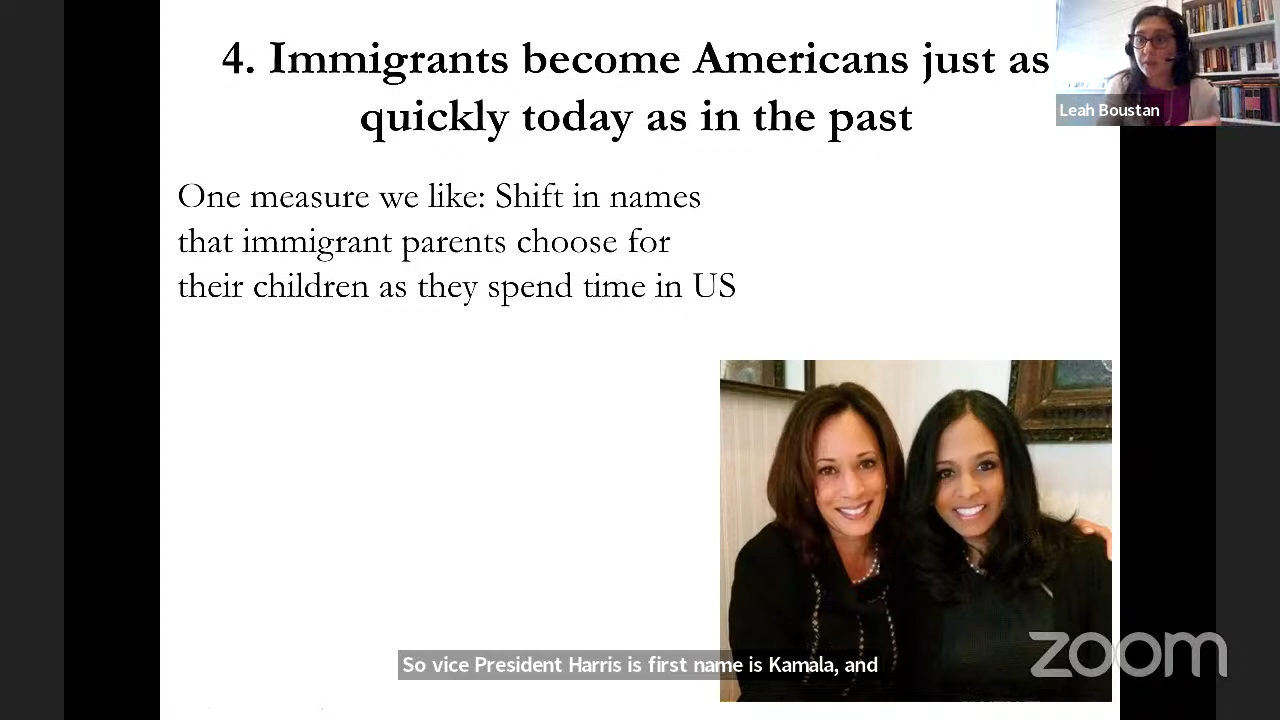 4. Immigrants become Americans just as
quickly today as in the past
Leah Boustan
One measure we like: Shift in names
that immigrant parents choose for
their children as they spend time in US
So vice President Harris is first name is Kamala, and
zoom